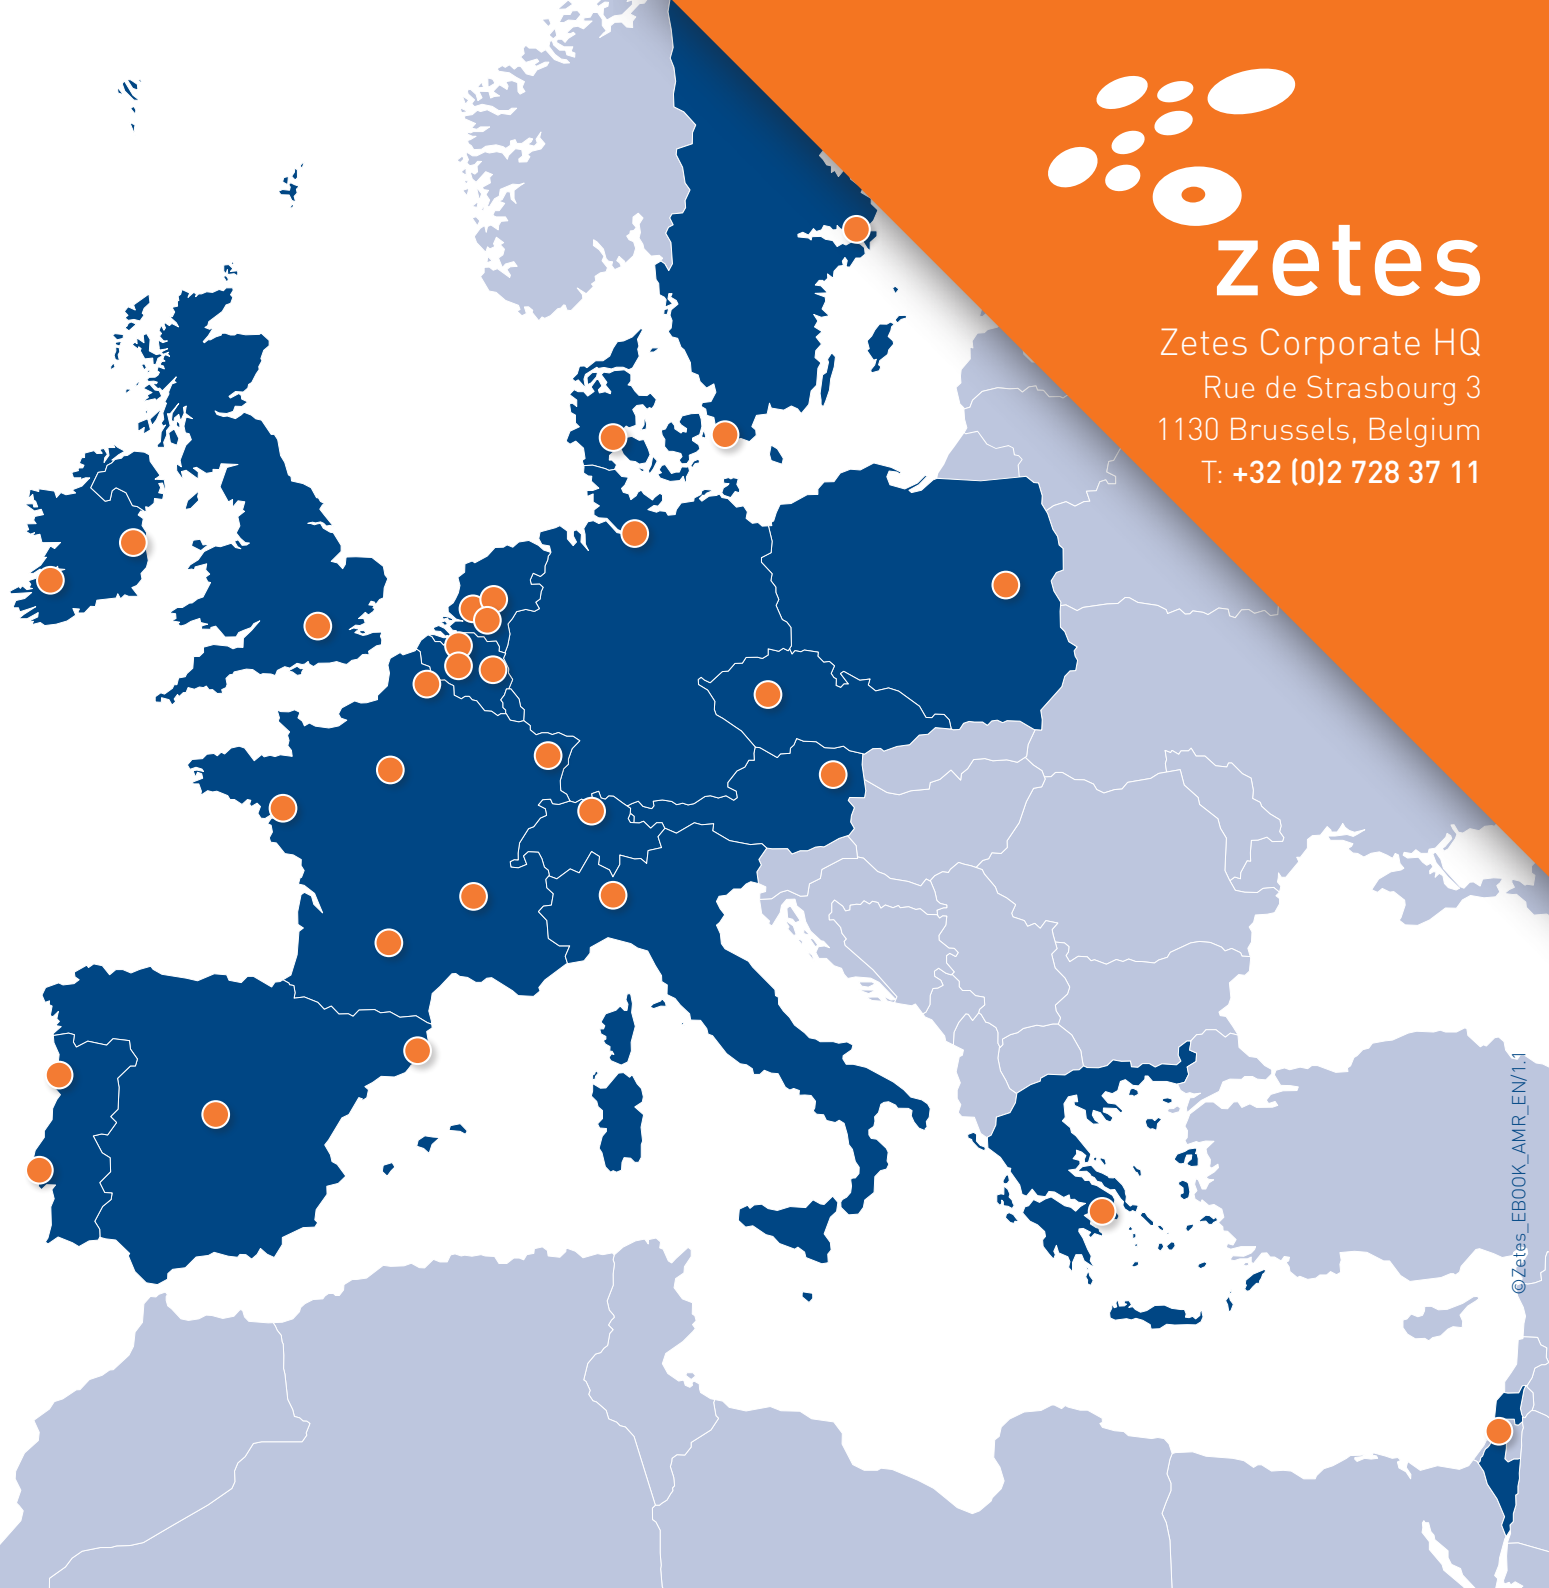 zetes
Zetes Corporate HQ
Rue de Strasbourg 3
1130 Brussels, Belgium
T: +32 (0)2 728 37 11
©Zetes_EBOOK_AMR_EN/1.1